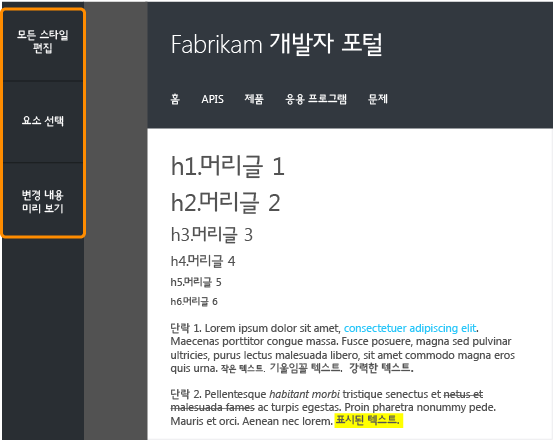 모든 스타일
편집
요소 선택
변경 내용
미리 보기
Fabrikam 개발자 포털
홈 APIS 제품 응용 프로그램 문제
h1.머리글 1
h2.머리글 2
h3.머리글 3
h4.머리글 4
h5.머리글 5
h6.머리글 6
단락 1. Lorem ipsum dolor sit amet, consectetuer adipiscing elit.
Maecenas porttitor congue massa. Fusce posuere, magna sed pulvinar
ultricies, purus lectus malesuada libero, sit amet commodo magna eros
quis urna. 작은 텍스트. 기울임꼴 텍스트. 강력한 텍스트.
단락 2. Pellentesque habitant morbi tristique senectus et netus et
malesuada fames ac turpis egestas. Proin pharetra nonummy pede.
Mauris et orci. Aenean nec lorem. 표시된 텍스트.